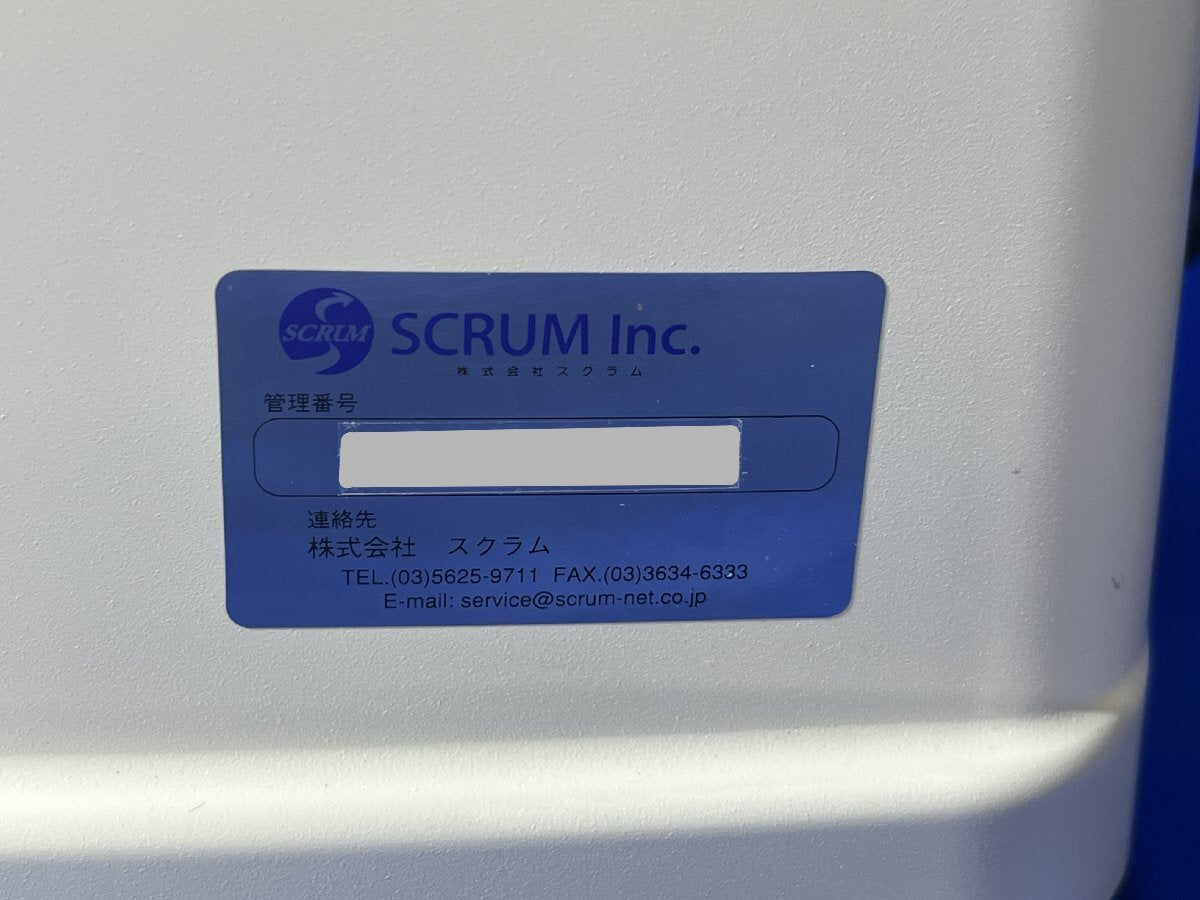 SCRUM
SCRUM Inc.
株式会社スクラム
管理番号
連絡先
株式会社　スクラム
TEL.(03)5625-9711 FAX.(03)3634-6333
E-mail: service@scrum-net.co.jp